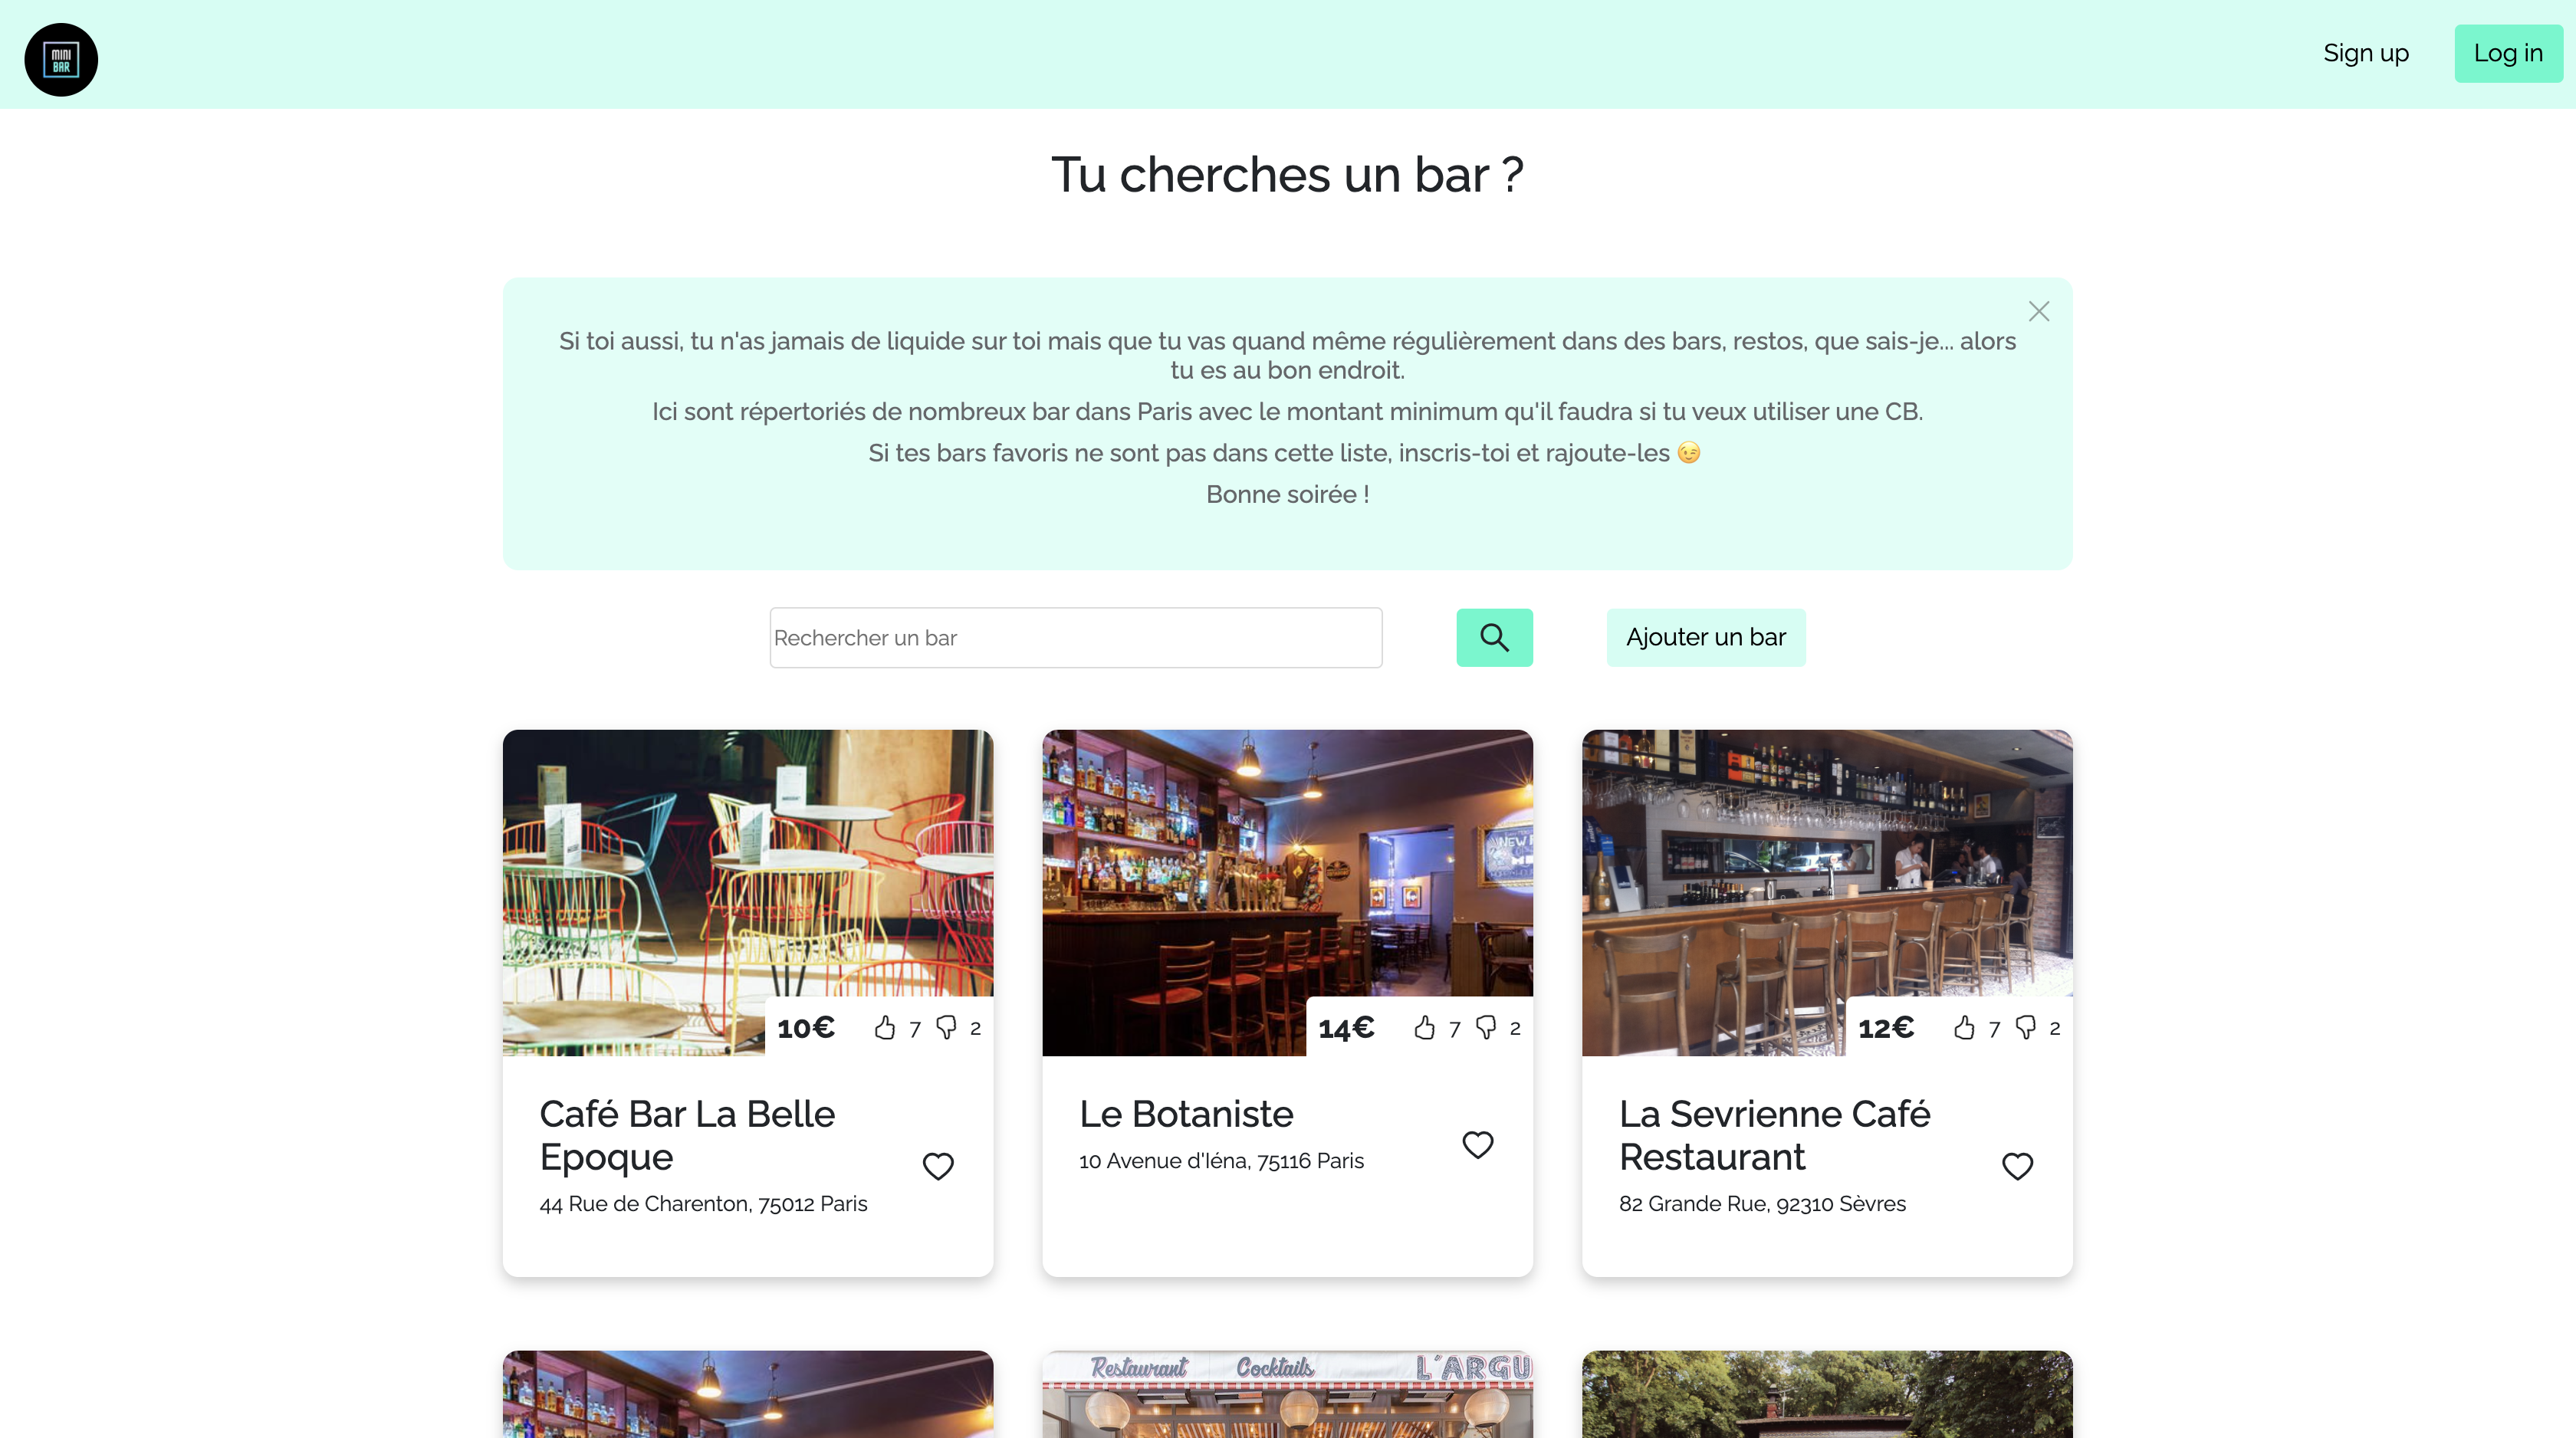 MINI
BAR
Sign up
Log in
Tu cherches un bar ?
Si toi aussi, tu n'as jamais de liquide sur toi mais que tu vas quand même régulièrement dans des bars, restos, que sais-je... alors
tu es au bon endroit.
Ici sont répertoriés de nombreux bar dans Paris avec le montant minimum qu'il faudra si tu veux utiliser une CB.
Si tes bars favoris ne sont pas dans cette liste, inscris-toi et rajoute-les 😉
Bonne soirée !
Rechercher un bar
Ajouter un bar
10€ 7 2
Café Bar La Belle
Epoque
44 Rue de Charenton, 75012 Paris
NEW
14€ 7 2
Le Botaniste
10 Avenue d'Iéna, 75116 Paris
12€ 7 2
La Sevrienne Café
Restaurant
82 Grande Rue, 92310 Sèvres
Restaurant Cocktails L'ARGU